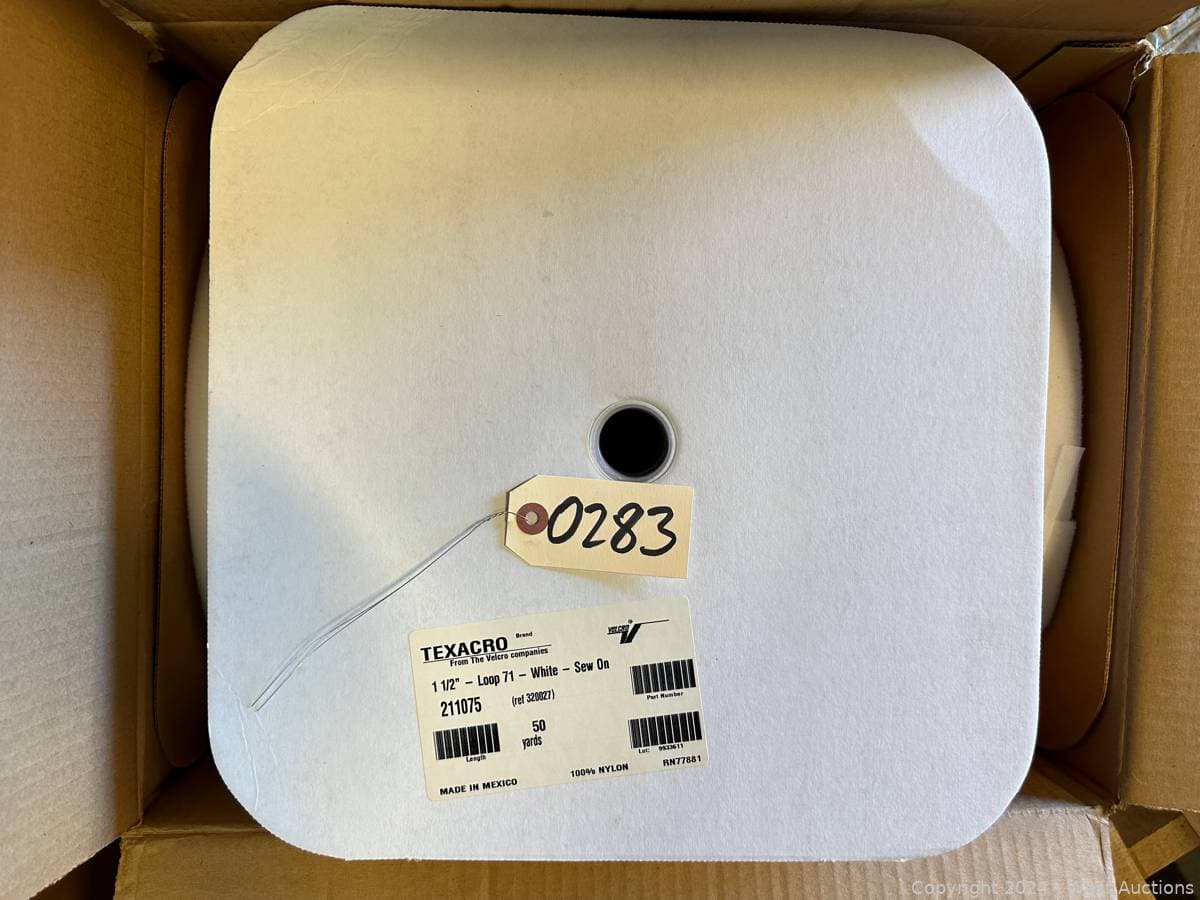 0283
TEXACRO Brand
From The Velcro companies
VELCRO ®
1 1/2" – Loop 71 – White – Sew On
211075 (ref 320027)
Part Number
50
yards
Length
Lot: 9933611
MADE IN MEXICO 100% NYLON RN77881
Copyright 2024 Auctions